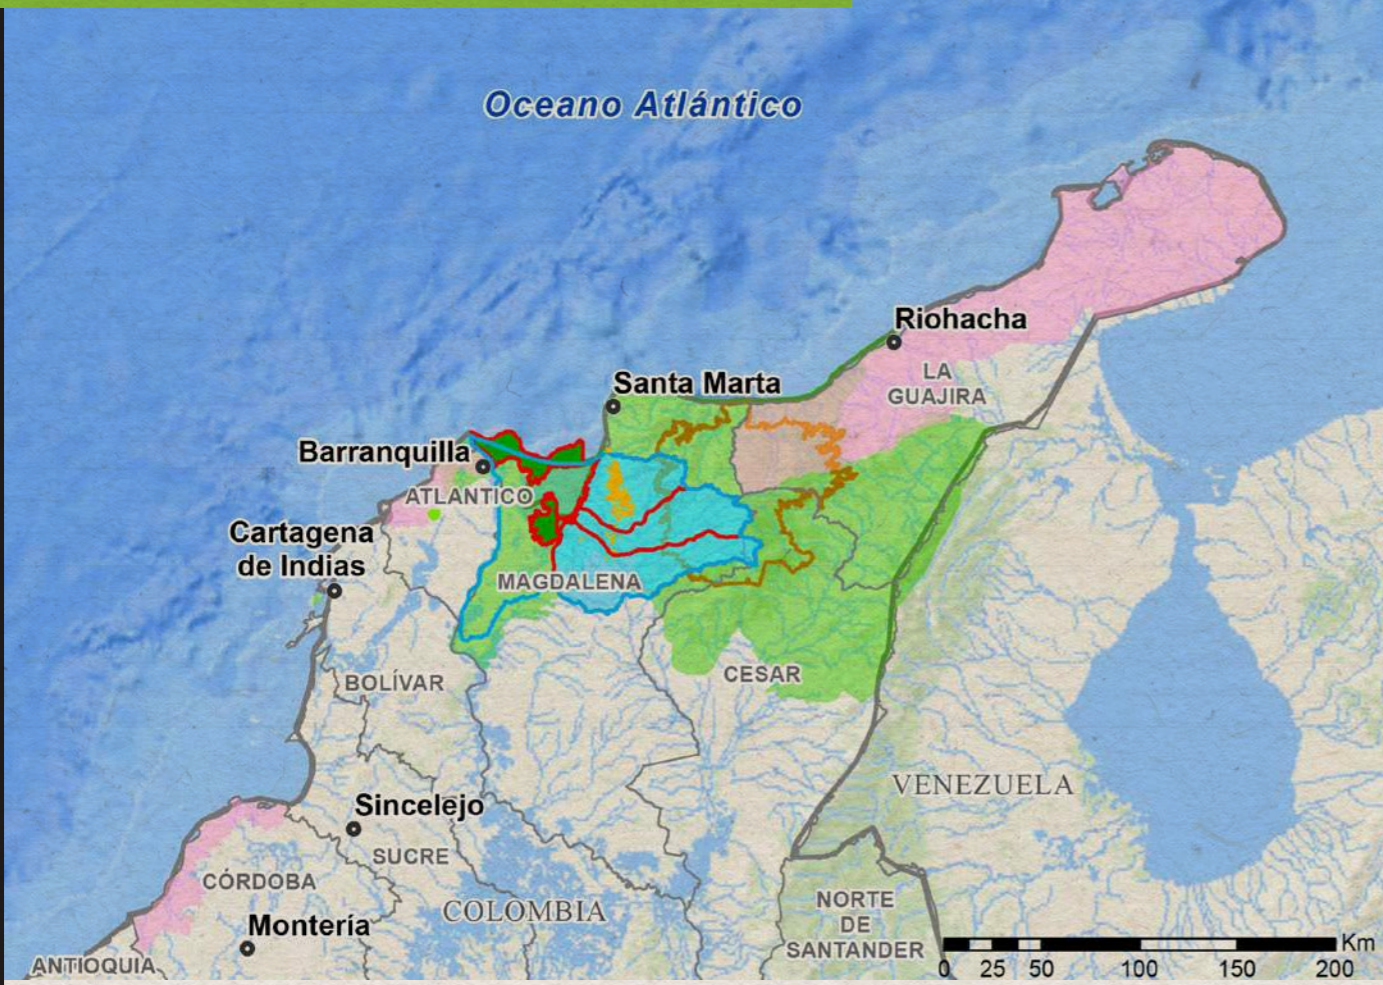 Oceano Atlántico
Riohacha
LA
GUAJIRA
Santa Marta
Barranquilla
ATLANTICO
Cartagena
de Indias
MAGDALENA
CESAR
BOLÍVAR
VENEZUELA
Sincelejo
SUCRE
CÓRDOBA
COLOMBIA
NORTE
DE
SANTANDER
Montería
ANTIOQUIA
Km
0 25 50 100 150 200